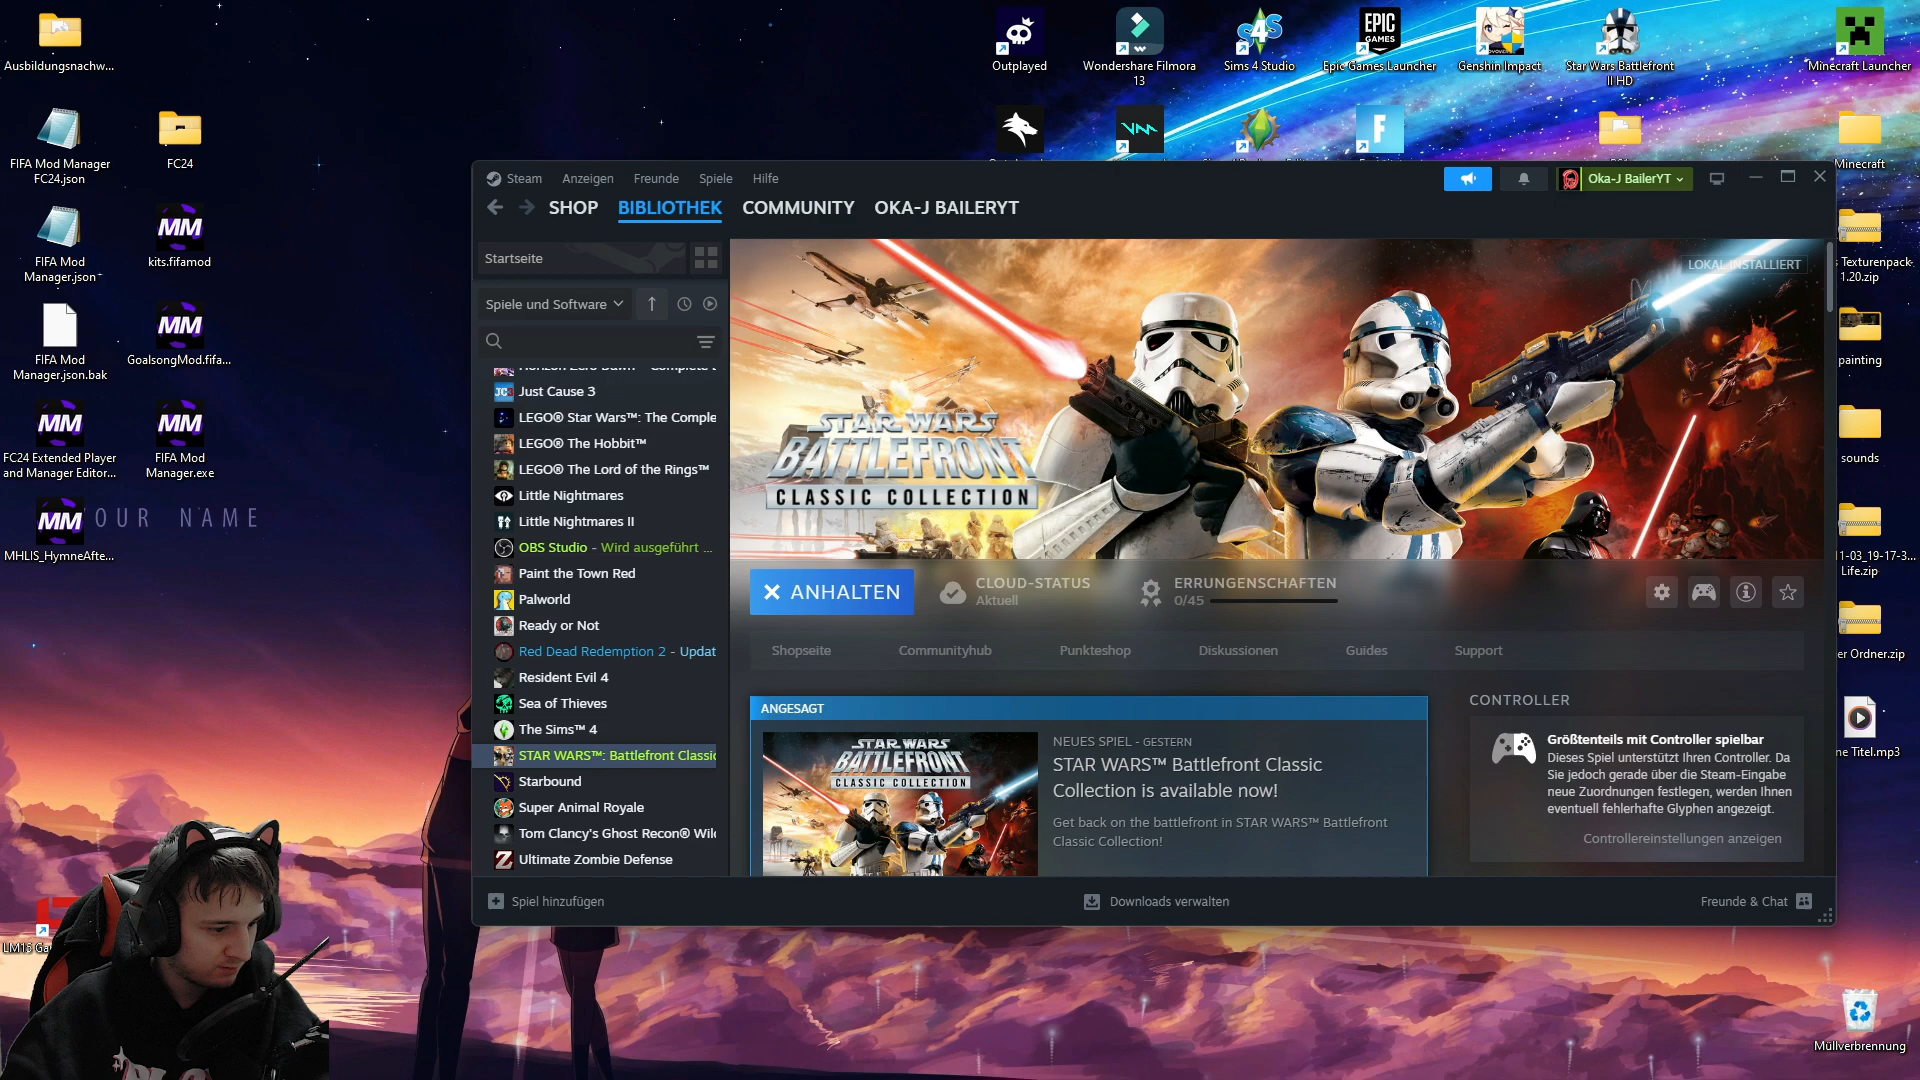 Ausbildungsnachw...
FIFA Mod Manager
FC24.json
FC24
FIFA Mod
Manager.json
kits.fifamod
FIFA Mod
Manager.json.bak
GoalsongMod.fifa...
FC24 Extended Player
and Manager Editor...
FIFA Mod
Manager.exe
MHLIS_HymneAfte...
OUR NAME
Outplayed
Wondershare Filmora
13
Sims 4 Studio
EPIC
GAMES
Epic Games Launcher
Genshin Impact
Star Wars Battlefront
II HD
Minecraft Launcher
Minecraft
Texturenpack
1.20.zip
painting
sounds
11-03_19-17-3...
Life.zip
er Ordner.zip
ne Titel.mp3
Müllverbrennung
Steam
Anzeigen
Freunde
Spiele
Hilfe
Oka-J BailerYT
SHOP
BIBLIOTHEK
COMMUNITY
OKA-J BAILERYT
Startseite
Spiele und Software
Just Cause 3
LEGO® Star Wars™: The Comple
LEGO® The Hobbit™
LEGO® The Lord of the Rings™
Little Nightmares
Little Nightmares II
OBS Studio - Wird ausgeführt ...
Paint the Town Red
Palworld
Ready or Not
Red Dead Redemption 2 - Updat
Resident Evil 4
Sea of Thieves
The Sims™ 4
STAR WARS™: Battlefront Classic
Starbound
Super Animal Royale
Tom Clancy's Ghost Recon® Wil
Ultimate Zombie Defense
LOKAL INSTALLIERT
STAR WARS
BATTLEFRONT
CLASSIC COLLECTION
ANHALTEN
CLOUD-STATUS
Aktuell
ERRUNGENSCHAFTEN
0/45
Shopseite
Communityhub
Punkteshop
Diskussionen
Guides
Support
ANGESAGT
STAR WARS
BATTLEFRONT
CLASSIC COLLECTION
NEUES SPIEL - GESTERN
STAR WARS™ Battlefront Classic
Collection is available now!
Get back on the battlefront in STAR WARS™ Battlefront
Classic Collection!
CONTROLLER
Größtenteils mit Controller spielbar
Dieses Spiel unterstützt Ihren Controller. Da
Sie jedoch gerade über die Steam-Eingabe
neue Zuordnungen festlegen, werden Ihnen
eventuell fehlerhafte Glyphen angezeigt.
Controllereinstellungen anzeigen
Spiel hinzufügen
Downloads verwalten
Freunde & Chat